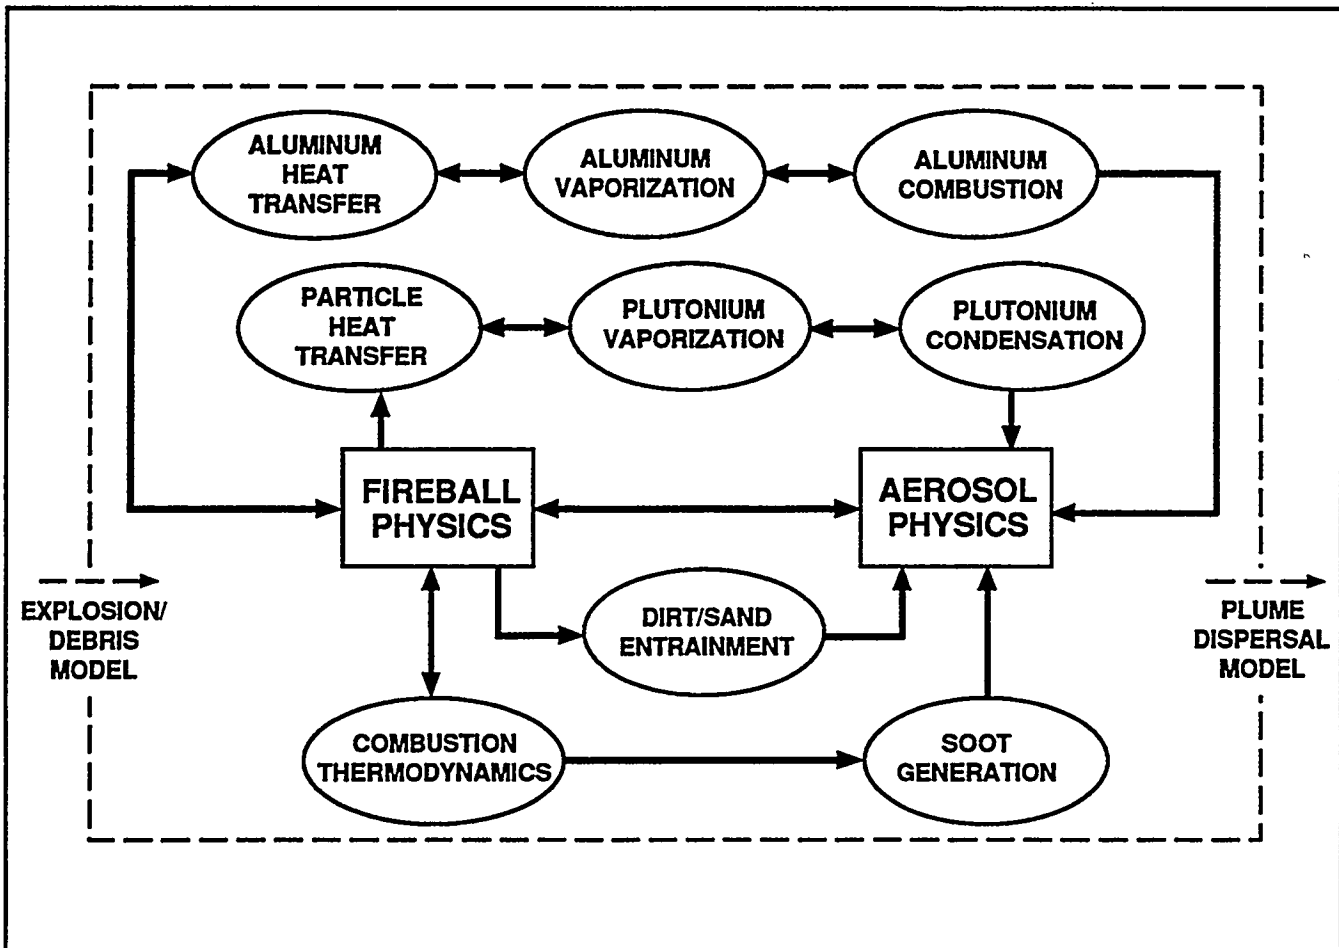 ALUMINUM
HEAT
TRANSFER
ALUMINUM
VAPORIZATION
ALUMINUM
COMBUSTION
PARTICLE
HEAT
TRANSFER
PLUTONIUM
VAPORIZATION
PLUTONIUM
CONDENSATION
FIREBALL
PHYSICS
AEROSOL
PHYSICS
EXPLOSION/
DEBRIS
MODEL
DIRT/SAND
ENTRAINMENT
PLUME
DISPERSAL
MODEL
COMBUSTION
THERMODYNAMICS
SOOT
GENERATION